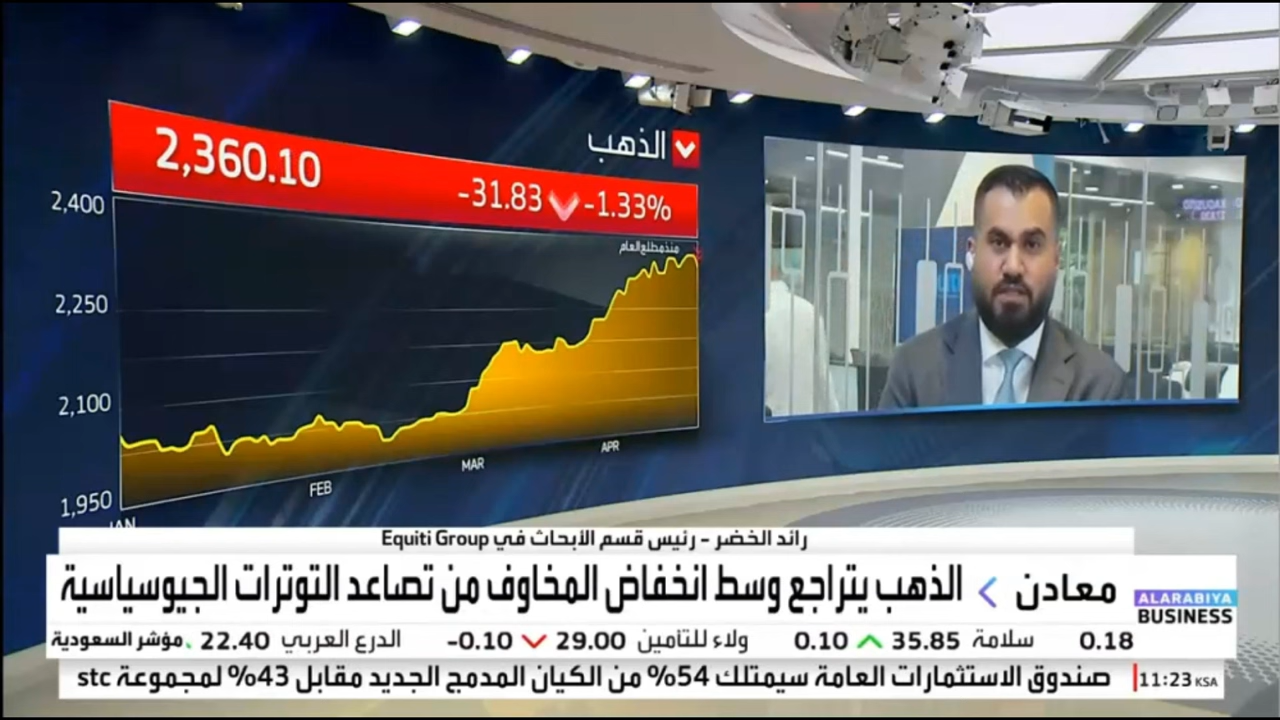 الذهب
2,360.10
-31.83 -1.33%
منذ مطلع العام
2,400
2,250
2,100
1,950
JAN FEB MAR APR
رائد الخضر - رئيس قسم الأبحاث في Equiti Group
معادن
الذهب يتراجع وسط انخفاض المخاوف من تصاعد التوترات الجيوسياسية
ALARABIYA
BUSINESS
0.18 سلامة 35.85 0.10 ولاء للتأمين 29.00 -0.10 الدرع العربي 22.40 مؤشر السعودية
11:23 KSA
صندوق الاستثمارات العامة سيمتلك 54% من الكيان المدمج الجديد مقابل 43% لمجموعة stc